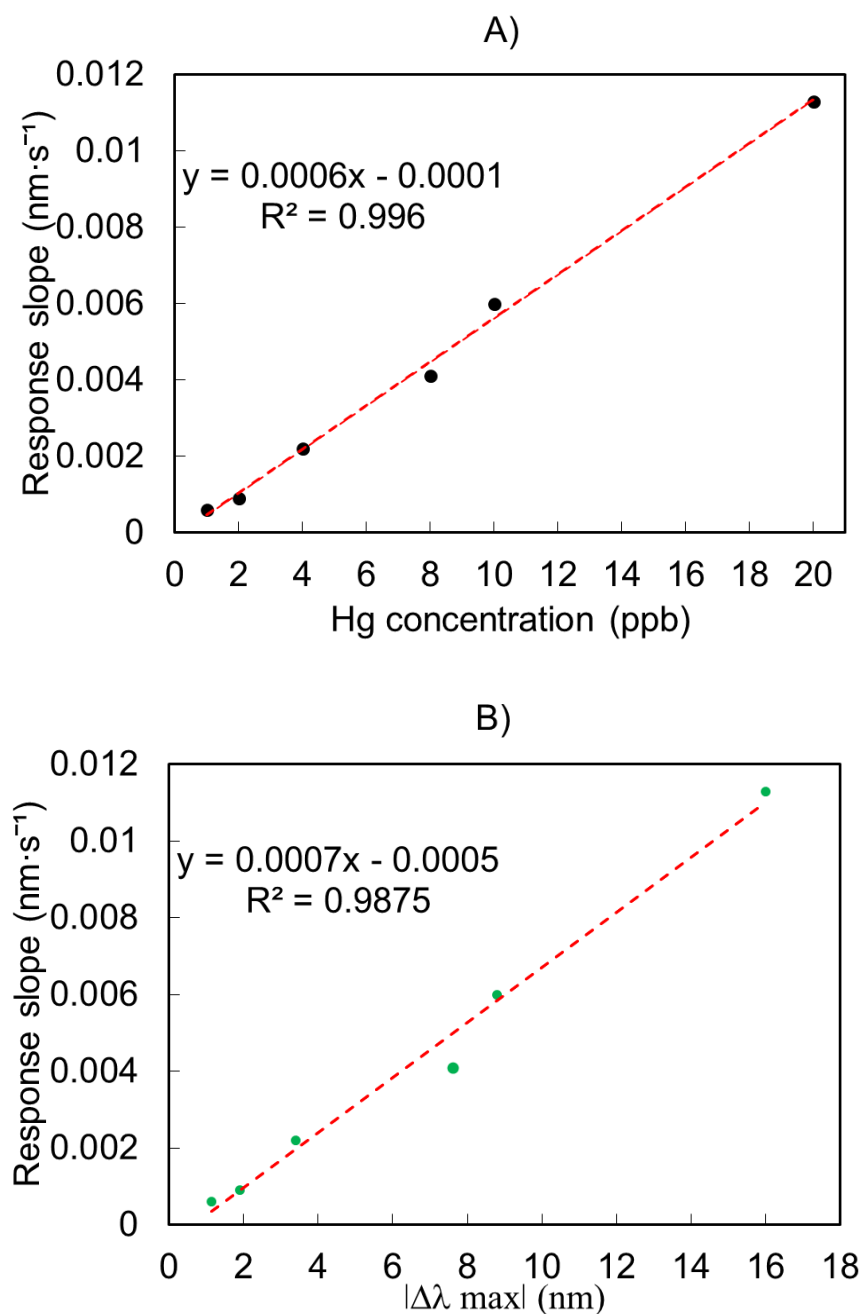 A)
0.012
0.01
0.008
0.006
0.004
0.002
0
Response slope (nm·s⁻¹)
y = 0.0006x - 0.0001
R² = 0.996
0 2 4 6 8 10 12 14 16 18 20
Hg concentration (ppb)
B)
0.012
0.01
0.008
0.006
0.004
0.002
0
Response slope (nm·s⁻¹)
y = 0.0007x - 0.0005
R² = 0.9875
0 2 4 6 8 10 12 14 16 18
|Δλ max| (nm)